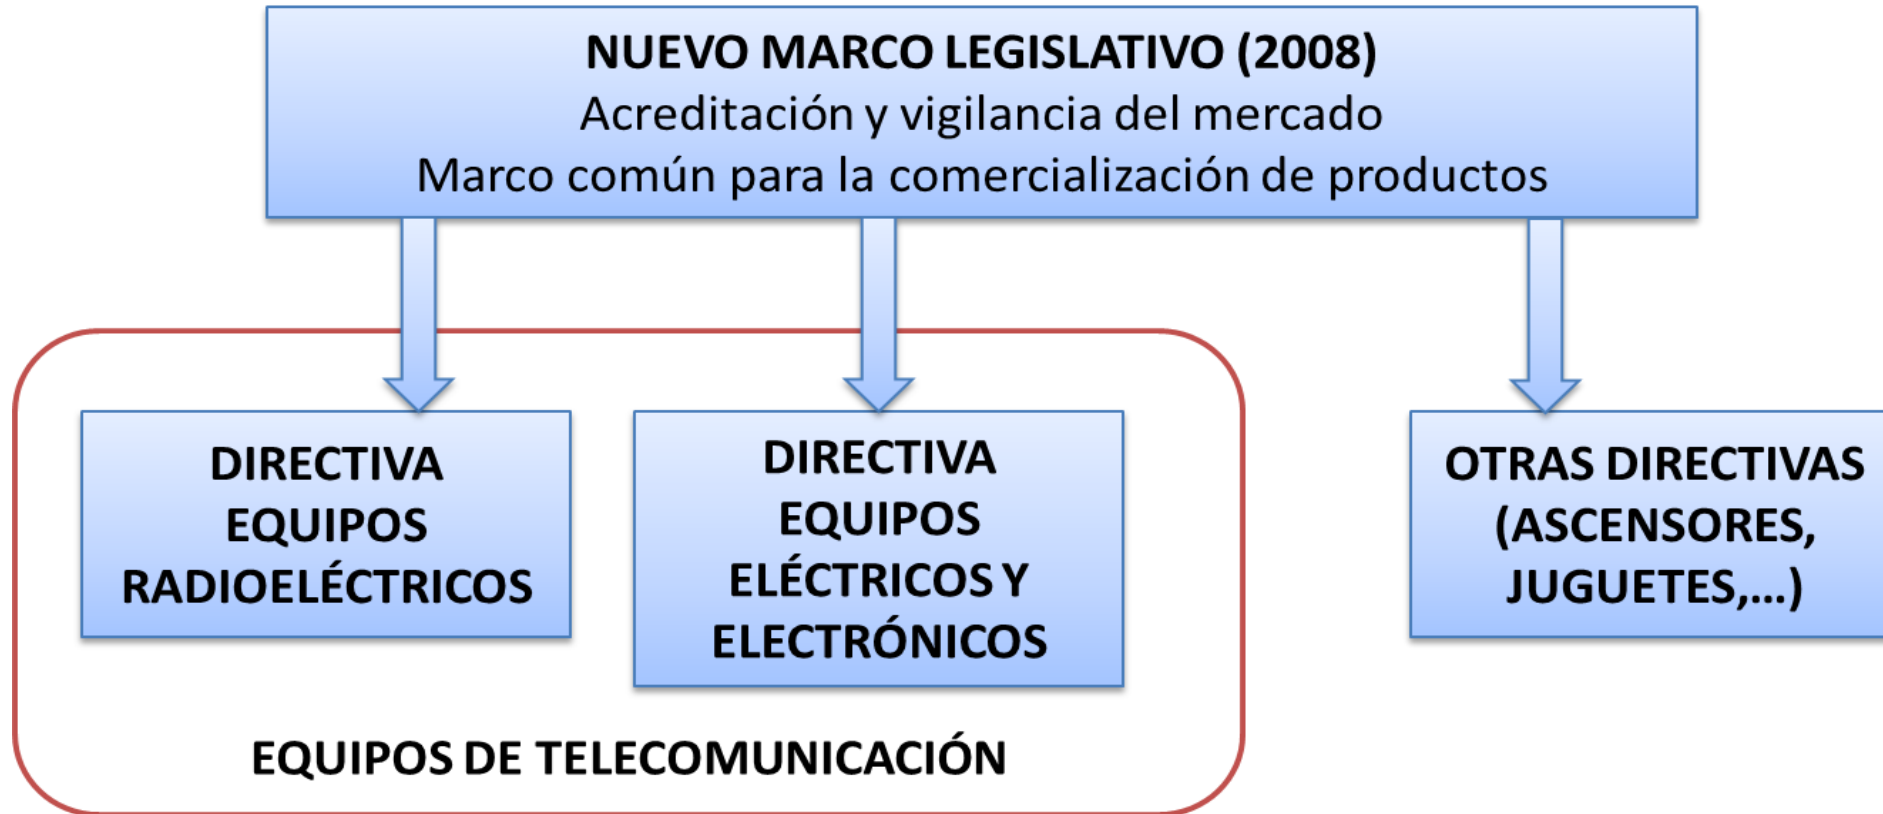 NUEVO MARCO LEGISLATIVO (2008)
Acreditación y vigilancia del mercado
Marco común para la comercialización de productos
DIRECTIVA
EQUIPOS
RADIOELÉCTRICOS
DIRECTIVA
EQUIPOS
ELÉCTRICOS Y
ELECTRÓNICOS
OTRAS DIRECTIVAS
(ASCENSORES,
JUGUETES,...)
EQUIPOS DE TELECOMUNICACIÓN